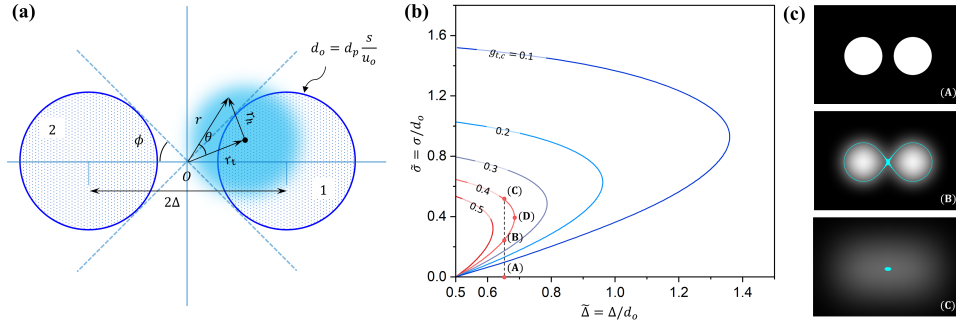 (a)
d_o = d_p s/u_o
2
ϕ
r
θ
r_h
r_t
O
1
2Δ
(b)
1.6
1.2
0.8
0.4
0.0
σ̃ = σ/d_o
g_{t,c} = 0.1
0.2
0.3
0.4
0.5
(C)
(D)
(B)
(A)
0.5 0.6 0.8 1.0 1.2 1.4
Δ̃ = Δ/d_o
(c)
(A)
(B)
(C)